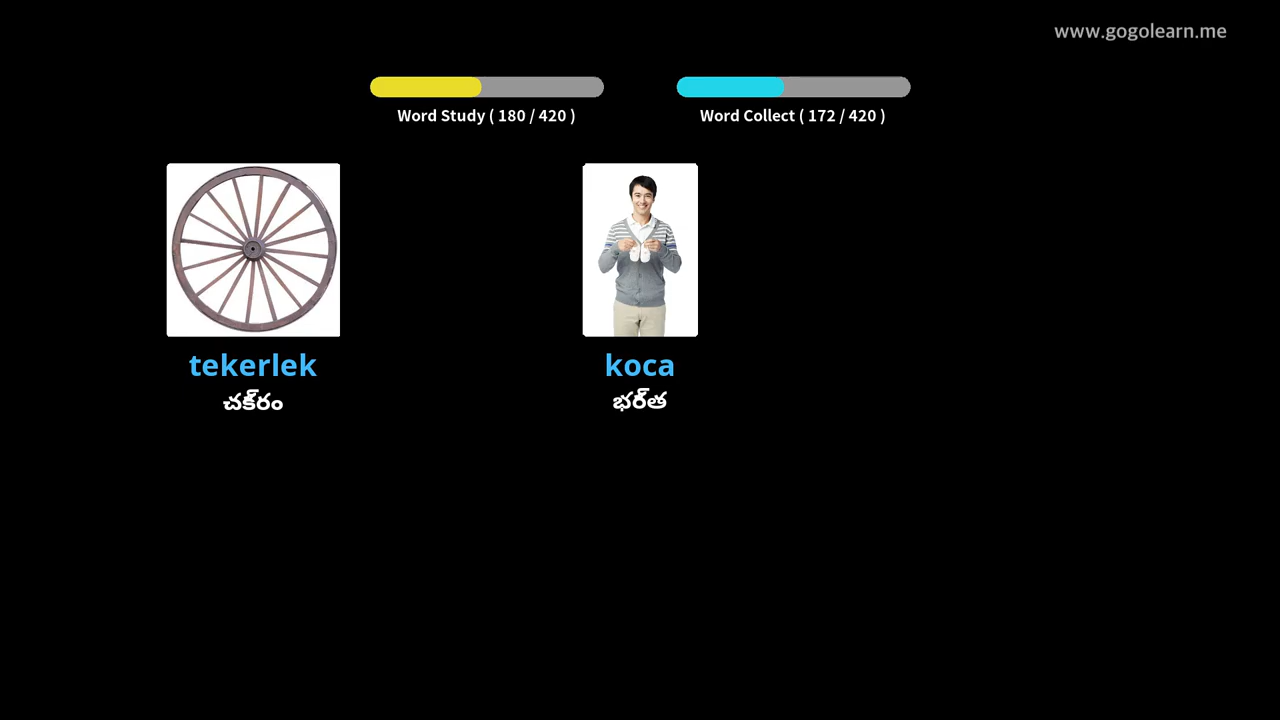 www.gogolearn.me
Word Study ( 180 / 420 )
Word Collect ( 172 / 420 )
tekerlek
koca
చక్రం
భర్త